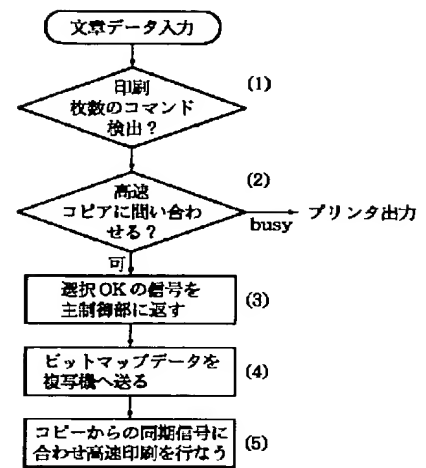 文章データ入力
印刷
枚数のコマンド
検出？
(1)
高速
コピアに問い合わ
せる？
(2)
busy
プリンタ出力
可
選択OKの信号を
主制御部に返す
(3)
ビットマップデータを
複写機へ送る
(4)
コピーからの同期信号に
合わせ高速印刷を行なう
(5)